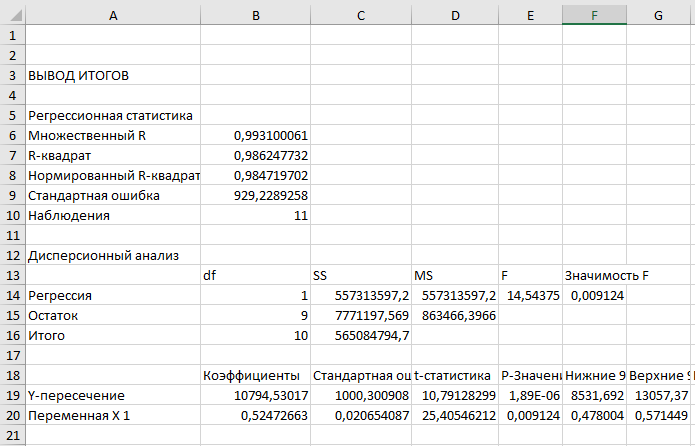 A B C D E F G
1
2
3 ВЫВОД ИТОГОВ
4
5 Регрессионная статистика
6 Множественный R 0,993100061
7 R-квадрат 0,986247732
8 Нормированный R-квадрат 0,984719702
9 Стандартная ошибка 929,2289258
10 Наблюдения 11
11
12 Дисперсионный анализ
13 df SS MS F Значимость F
14 Регрессия 1 557313597,2 557313597,2 14,54375 0,009124
15 Остаток 9 7771197,569 863466,3966
16 Итого 10 565084794,7
17
18 Коэффициенты Стандартная ош t-статистика P-Значени Нижние 9 Верхние 9
19 Y-пересечение 10794,53017 1000,300908 10,79128299 1,89E-06 8531,692 13057,37
20 Переменная X 1 0,52472663 0,020654087 25,40546212 0,009124 0,478004 0,571449
21